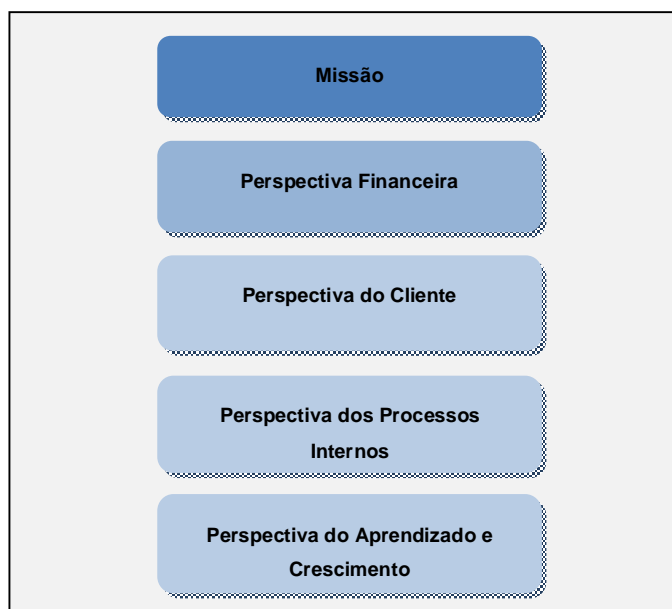 Missão
Perspectiva Financeira
Perspectiva do Cliente
Perspectiva dos Processos
Internos
Perspectiva do Aprendizado e
Crescimento